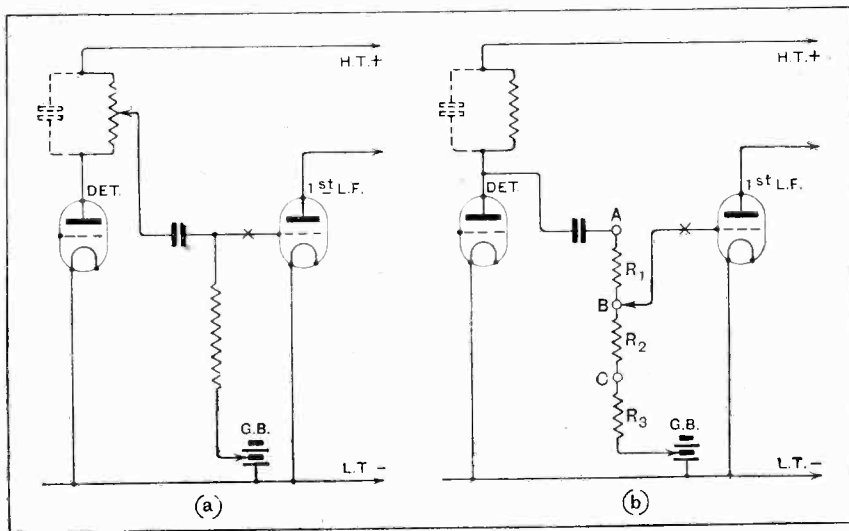 H.T.+
DET.
1st L.F.
G.B.
(a)
H.T.+
DET.
1st L.F.
A
R1
B
R2
C
R3
G.B.
L.T.-
L.T.-
(b)